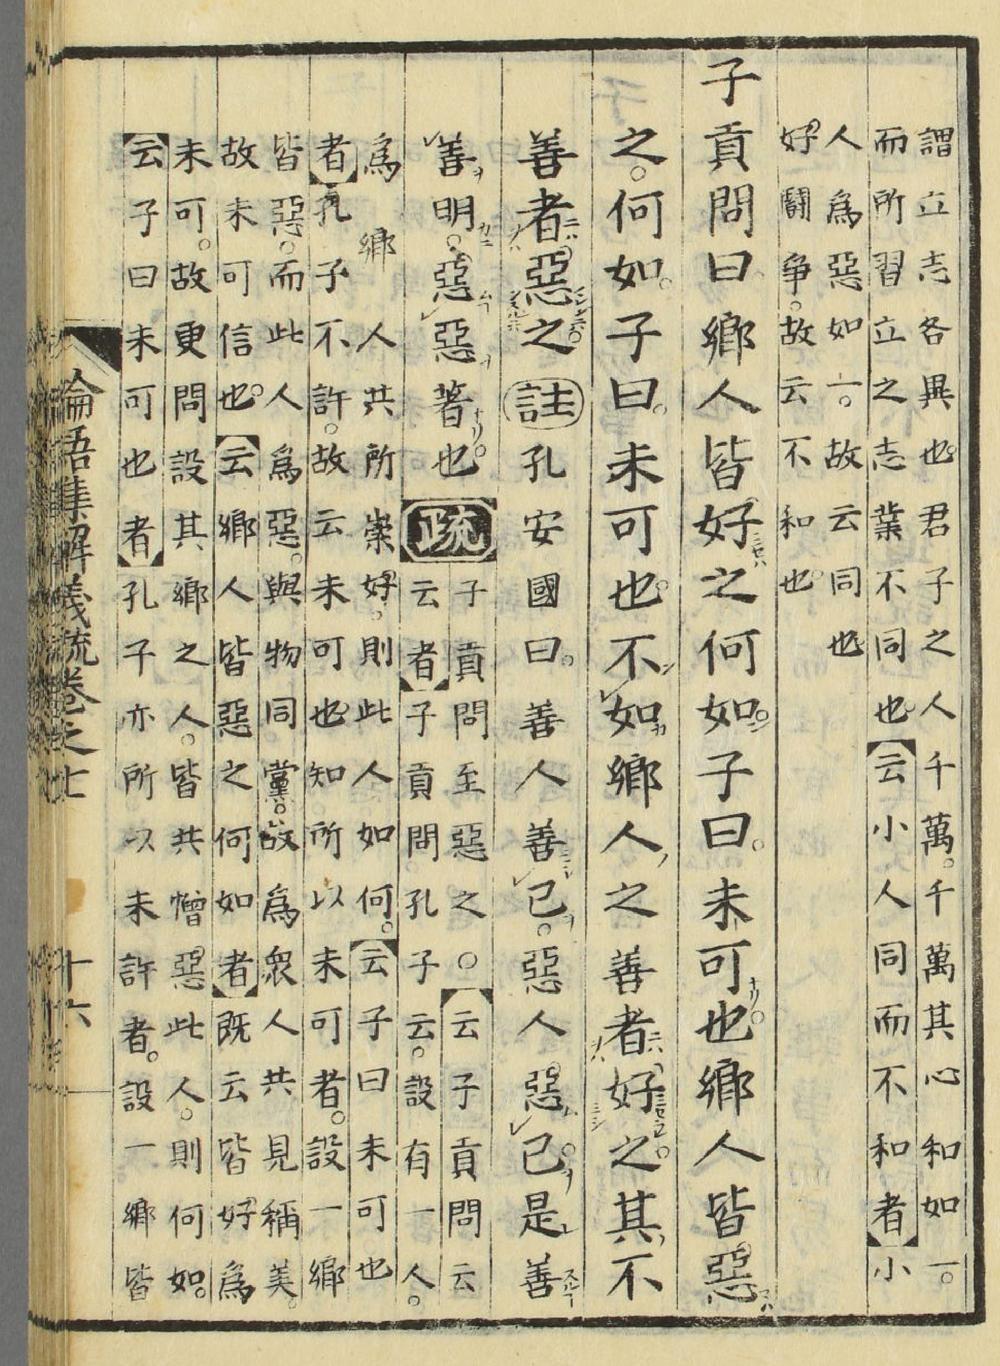 謂立志各異也君子之人千萬。千萬其心和如一。
而所習立之志業不同也【云小人同而不和者】小
人爲惡如一。故云同也
好鬪争。故云不和也
子貢問曰。鄉人皆好之何如。子曰。未可也。鄉人皆惡
之。何如。子曰。未可也。不如鄉人之善者好之。其不
善者惡之。註孔安國曰。善人善己。惡人惡己。是善
善明。惡惡著也。疏
子貢問至惡之○【云子貢問云
云者】子貢問孔子云。設有一人。
爲鄉人共所崇好。則此人如何。【云子曰未可也
者】孔子不許。故云未可也知所以未可者。設一鄉
皆惡。而此人爲惡。與物同黨。故爲衆人共見稱美。
故未可信也。【云鄉人皆惡之何如者】既云皆好爲
未可。故更問設其鄉之人。皆共憎惡此人。則何如。
【云子曰未可也者】孔子亦所以未許者。設一鄉皆
論語集解義疏卷之七
十六